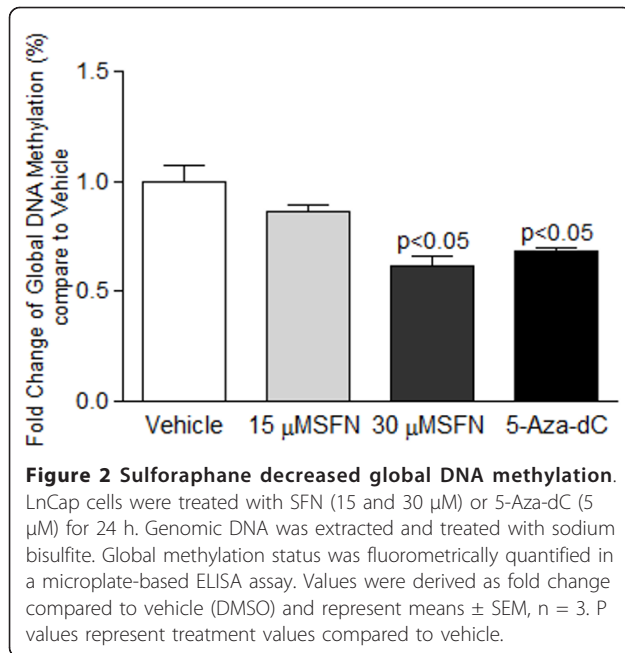 Fold Change of Global DNA Methylation (%)
compare to Vehicle
1.5
1.0
0.5
0.0
p<0.05
p<0.05
Vehicle
15 μMSFN
30 μMSFN
5-Aza-dC
Figure 2 Sulforaphane decreased global DNA methylation.
LnCap cells were treated with SFN (15 and 30 μM) or 5-Aza-dC (5
μM) for 24 h. Genomic DNA was extracted and treated with sodium
bisulfite. Global methylation status was fluorometrically quantified in
a microplate-based ELISA assay. Values were derived as fold change
compared to vehicle (DMSO) and represent means ± SEM, n = 3. P
values represent treatment values compared to vehicle.